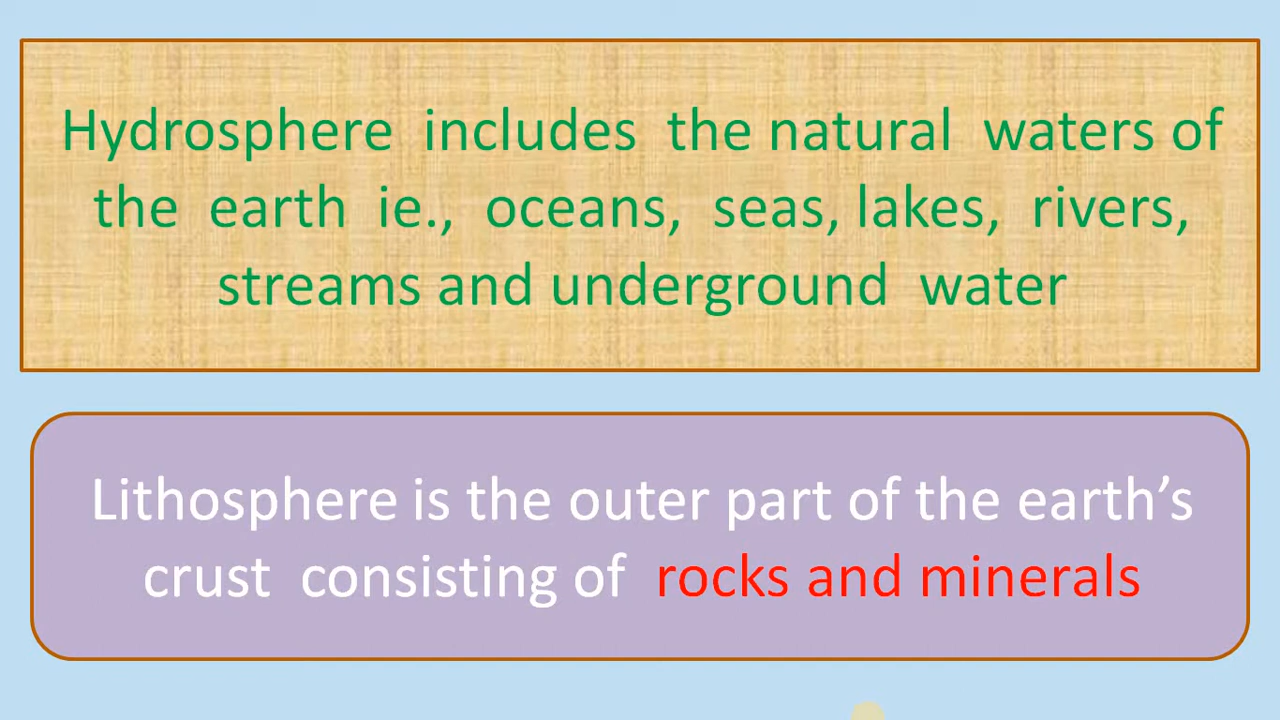 Hydrosphere includes the natural waters of
the earth ie., oceans, seas, lakes, rivers,
streams and underground water
Lithosphere is the outer part of the earth’s
crust consisting of rocks and minerals